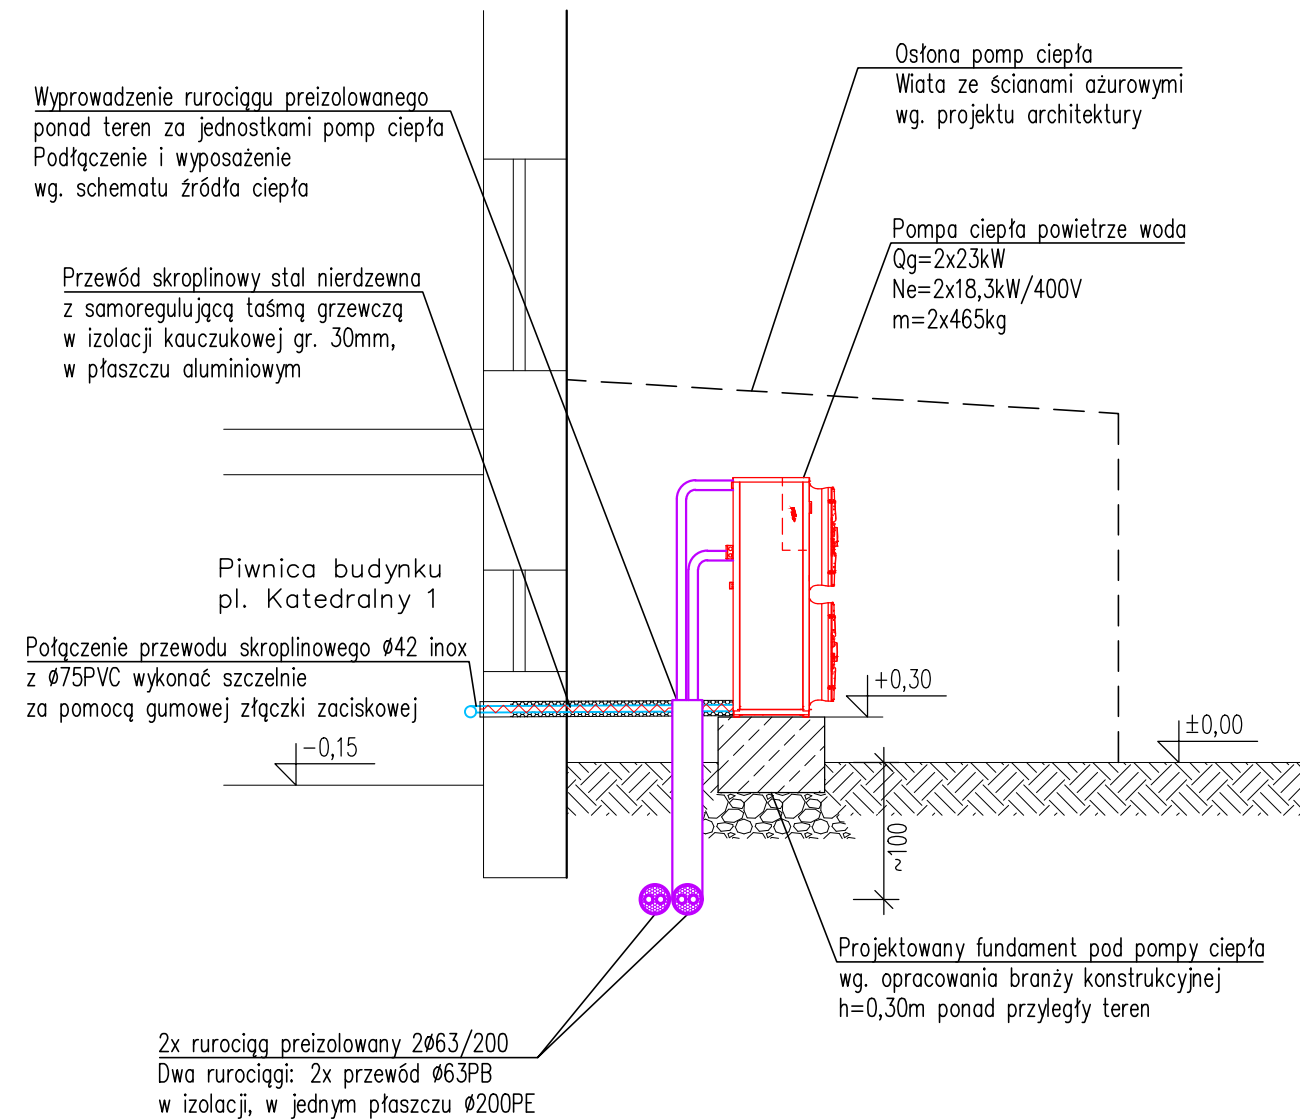 Osłona pomp ciepła
Wiata ze ścianami ażurowymi
wg. projektu architektury
Wyprowadzenie rurociągu preizolowanego
ponad teren za jednostkami pomp ciepła
Podłączenie i wyposażenie
wg. schematu źródła ciepła
Pompa ciepła powietrze woda
Qg=2x23kW
Ne=2x18,3kW/400V
m=2x465kg
Przewód skroplinowy stal nierdzewna
z samoregulującą taśmą grzewczą
w izolacji kauczukowej gr. 30mm,
w płaszczu aluminiowym
Piwnica budynku
pl. Katedralny 1
Połączenie przewodu skroplinowego Ø42 inox
z Ø75PVC wykonać szczelnie
za pomocą gumowej złączki zaciskowej
+0,30
±0,00
-0,15
~100
Projektowany fundament pod pompy ciepła
wg. opracowania branży konstrukcyjnej
h=0,30m ponad przyległy teren
2x rurociąg preizolowany 2Ø63/200
Dwa rurociągi: 2x przewód Ø63PB
w izolacji, w jednym płaszczu Ø200PE